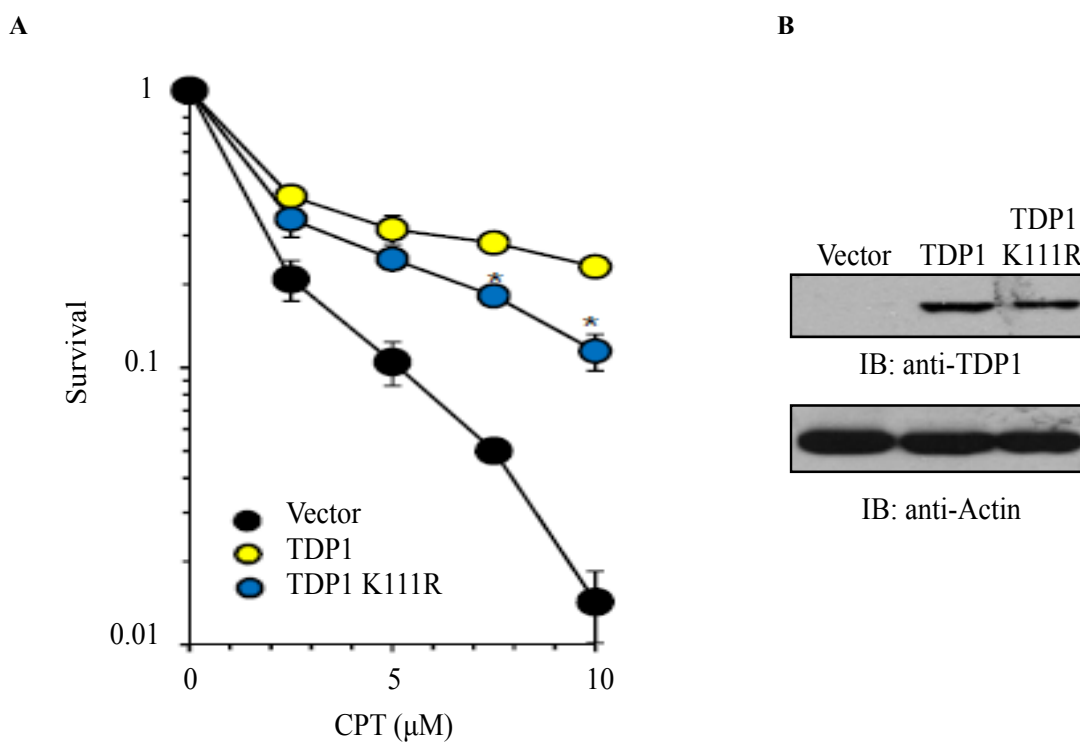 A
1
0.1
0.01
Survival
0
5
10
CPT (μM)
Vector
TDP1
TDP1 K111R
*
*
B
Vector
TDP1
TDP1
K111R
IB: anti-TDP1
IB: anti-Actin